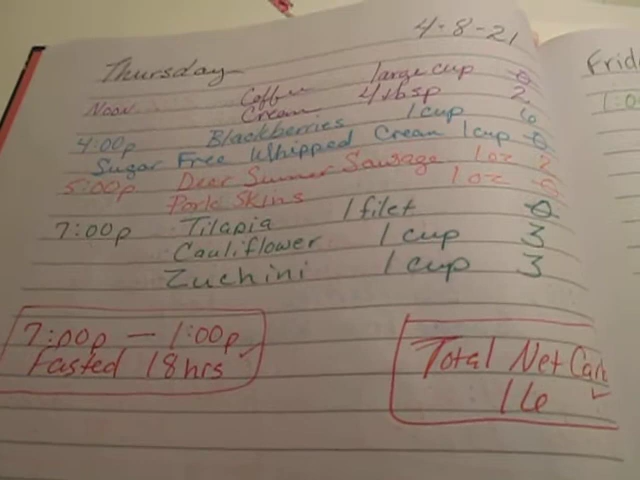 4-8-21
Thursday
Noon Coffee large cup 0
Cream 4 tbsp 2
4:00p Blackberries 1 cup 6
Sugar Free Whipped Cream 1 cup 0
5:00p Deer Summer Sausage 1 oz 2
Pork Skins 1 oz 0
7:00p Tilapia 1 filet 0
Cauliflower 1 cup 3
Zuchini 1 cup 3
7:00p – 1:00p
Fasted 18 hrs ✓
Total Net Carb
16 ✓
Frid